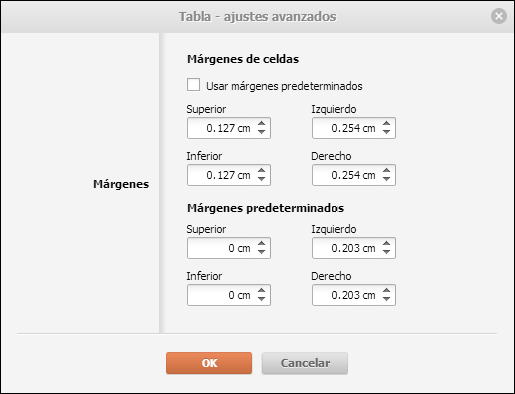 Tabla - ajustes avanzados
Márgenes
Márgenes de celdas
Usar márgenes predeterminados
Superior Izquierdo
0.127 cm 0.254 cm
Inferior Derecho
0.127 cm 0.254 cm
Márgenes predeterminados
Superior Izquierdo
0 cm 0.203 cm
Inferior Derecho
0 cm 0.203 cm
OK Cancelar